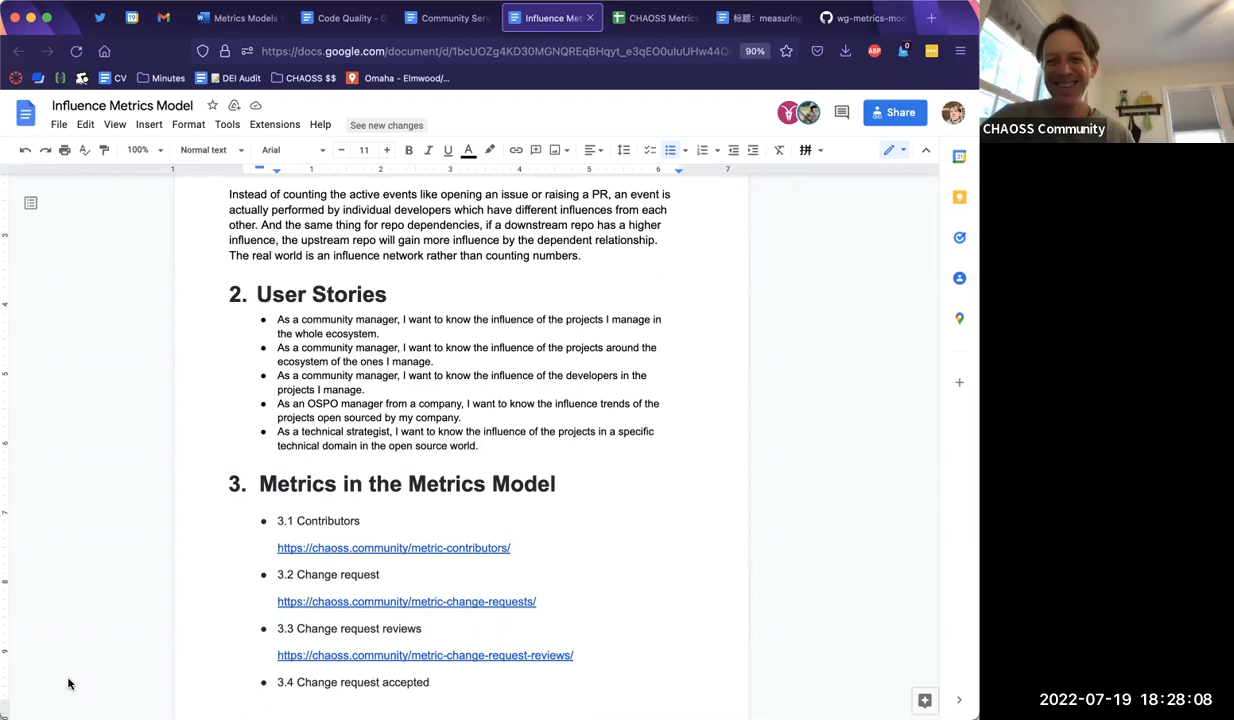 Metrics Models
Code Quality - G
Community Serv
Influence Met
CHAOSS Metric
标题：measuring
wg-metrics-mod
https://docs.google.com/document/d/1bcUOZg4KD30MGNQREqBHqyt_e3qEO0uIuUHw44Q
90%
ABP
0
CV
Minutes
DEI Audit
CHAOSS $$
Omaha - Elmwood/...
Influence Metrics Model
File Edit View Insert Format Tools Extensions Help
See new changes
Share
CHAOSS Community
100%
Normal text
Arial
11
1 1 2 3 4 5 6 7
Instead of counting the active events like opening an issue or raising a PR, an event is
actually performed by individual developers which have different influences from each
other. And the same thing for repo dependencies, if a downstream repo has a higher
influence, the upstream repo will gain more influence by the dependent relationship.
The real world is an influence network rather than counting numbers.
2. User Stories
● As a community manager, I want to know the influence of the projects I manage in
the whole ecosystem.
● As a community manager, I want to know the influence of the projects around the
ecosystem of the ones I manage.
● As a community manager, I want to know the influence of the developers in the
projects I manage.
● As an OSPO manager from a company, I want to know the influence trends of the
projects open sourced by my company.
● As a technical strategist, I want to know the influence of the projects in a specific
technical domain in the open source world.
3. Metrics in the Metrics Model
● 3.1 Contributors
https://chaoss.community/metric-contributors/
● 3.2 Change request
https://chaoss.community/metric-change-requests/
● 3.3 Change request reviews
https://chaoss.community/metric-change-request-reviews/
● 3.4 Change request accepted
2022-07-19 18:28:08